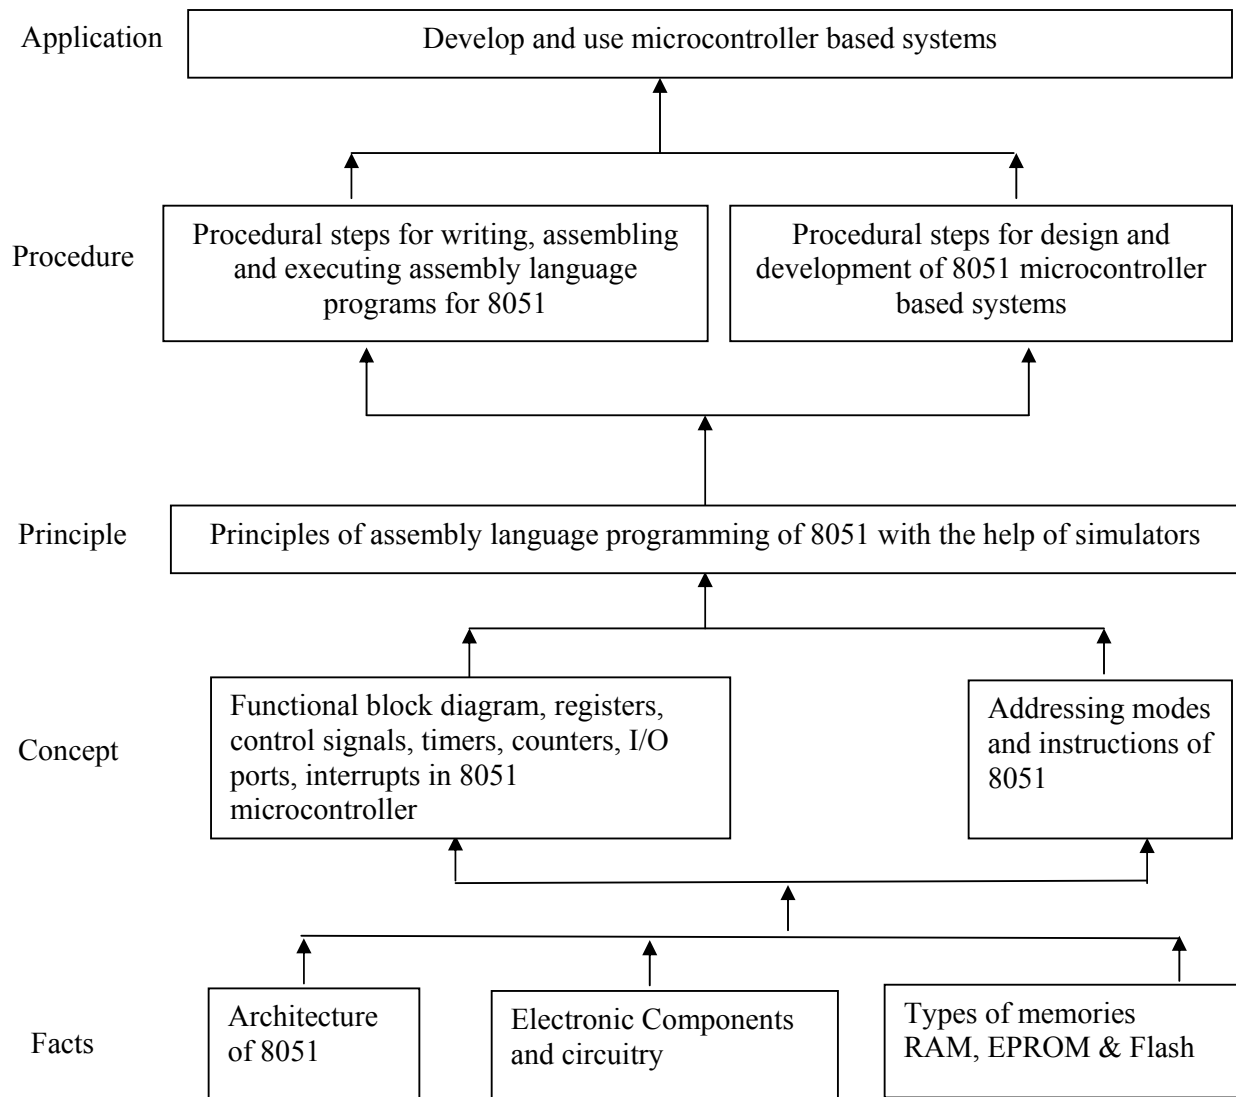 Application
Develop and use microcontroller based systems
Procedure
Procedural steps for writing, assembling
and executing assembly language
programs for 8051
Procedural steps for design and
development of 8051 microcontroller
based systems
Principle
Principles of assembly language programming of 8051 with the help of simulators
Concept
Functional block diagram, registers,
control signals, timers, counters, I/O
ports, interrupts in 8051
microcontroller
Addressing modes
and instructions of
8051
Facts
Architecture
of 8051
Electronic Components
and circuitry
Types of memories
RAM, EPROM & Flash